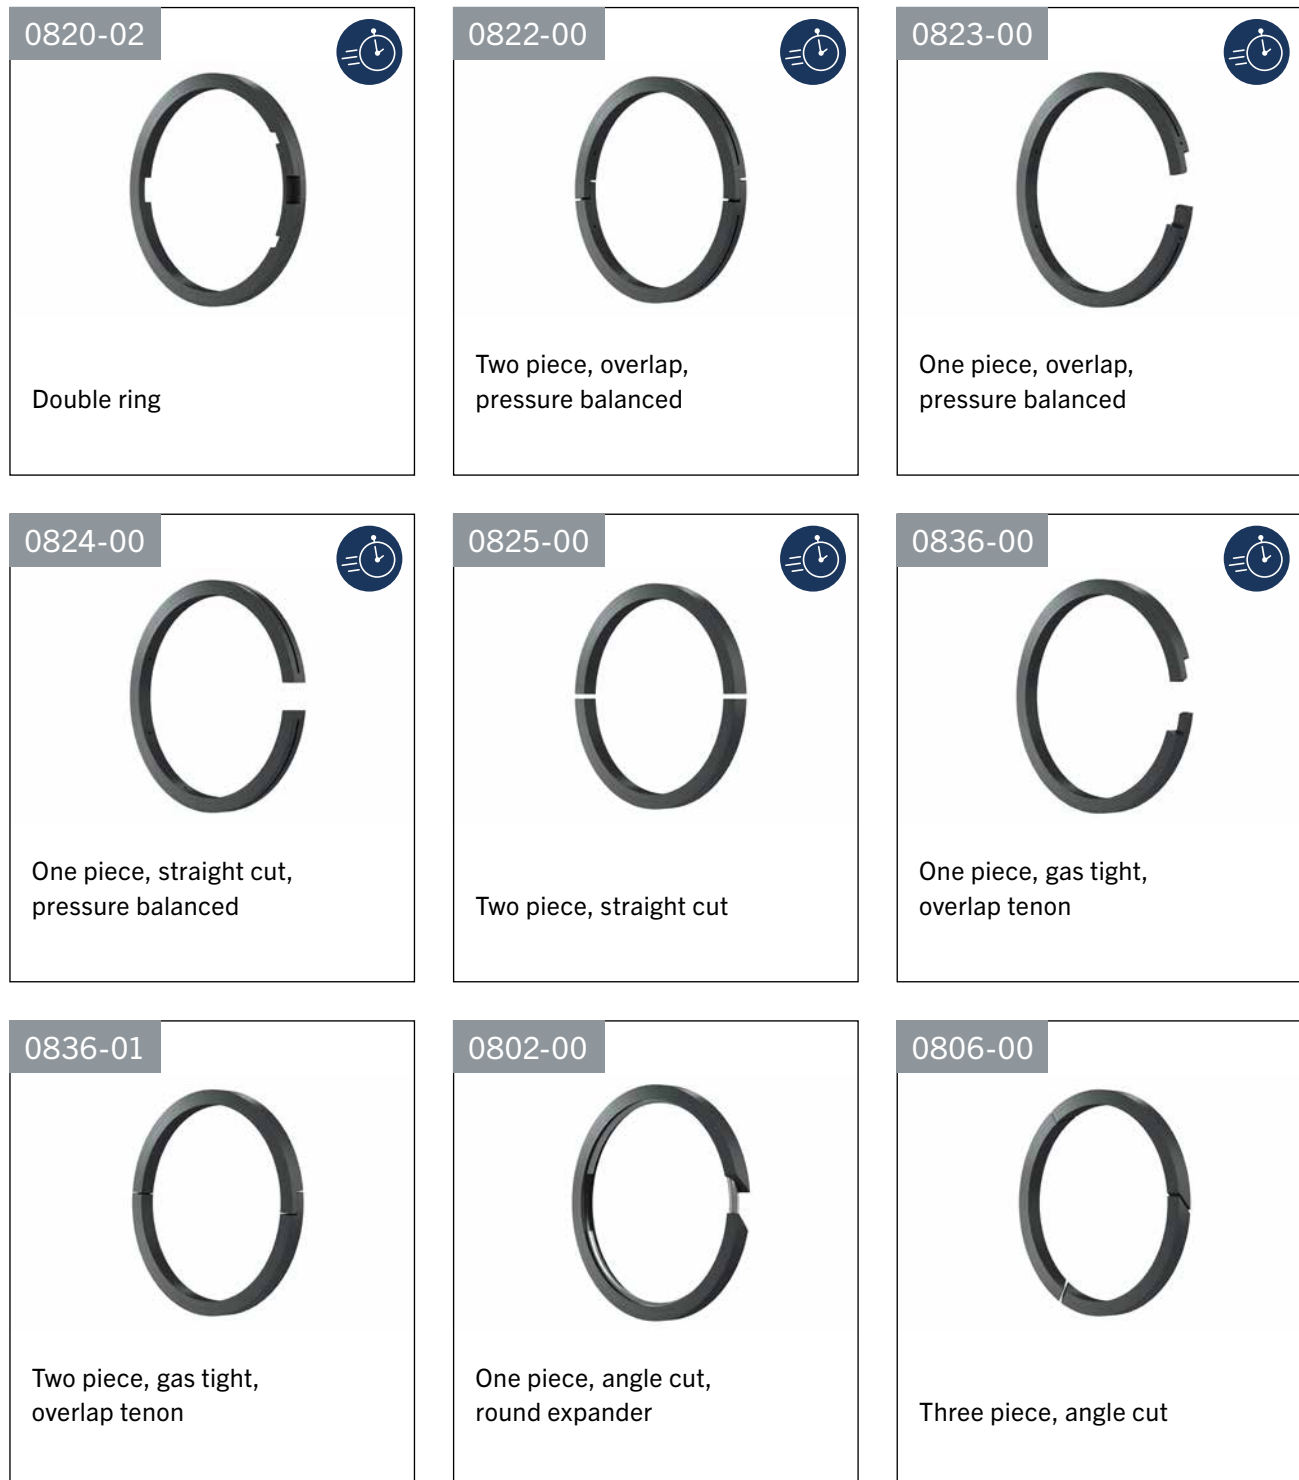 0820-02
Double ring
0822-00
Two piece, overlap,
pressure balanced
0823-00
One piece, overlap,
pressure balanced
0824-00
One piece, straight cut,
pressure balanced
0825-00
Two piece, straight cut
0836-00
One piece, gas tight,
overlap tenon
0836-01
Two piece, gas tight,
overlap tenon
0802-00
One piece, angle cut,
round expander
0806-00
Three piece, angle cut